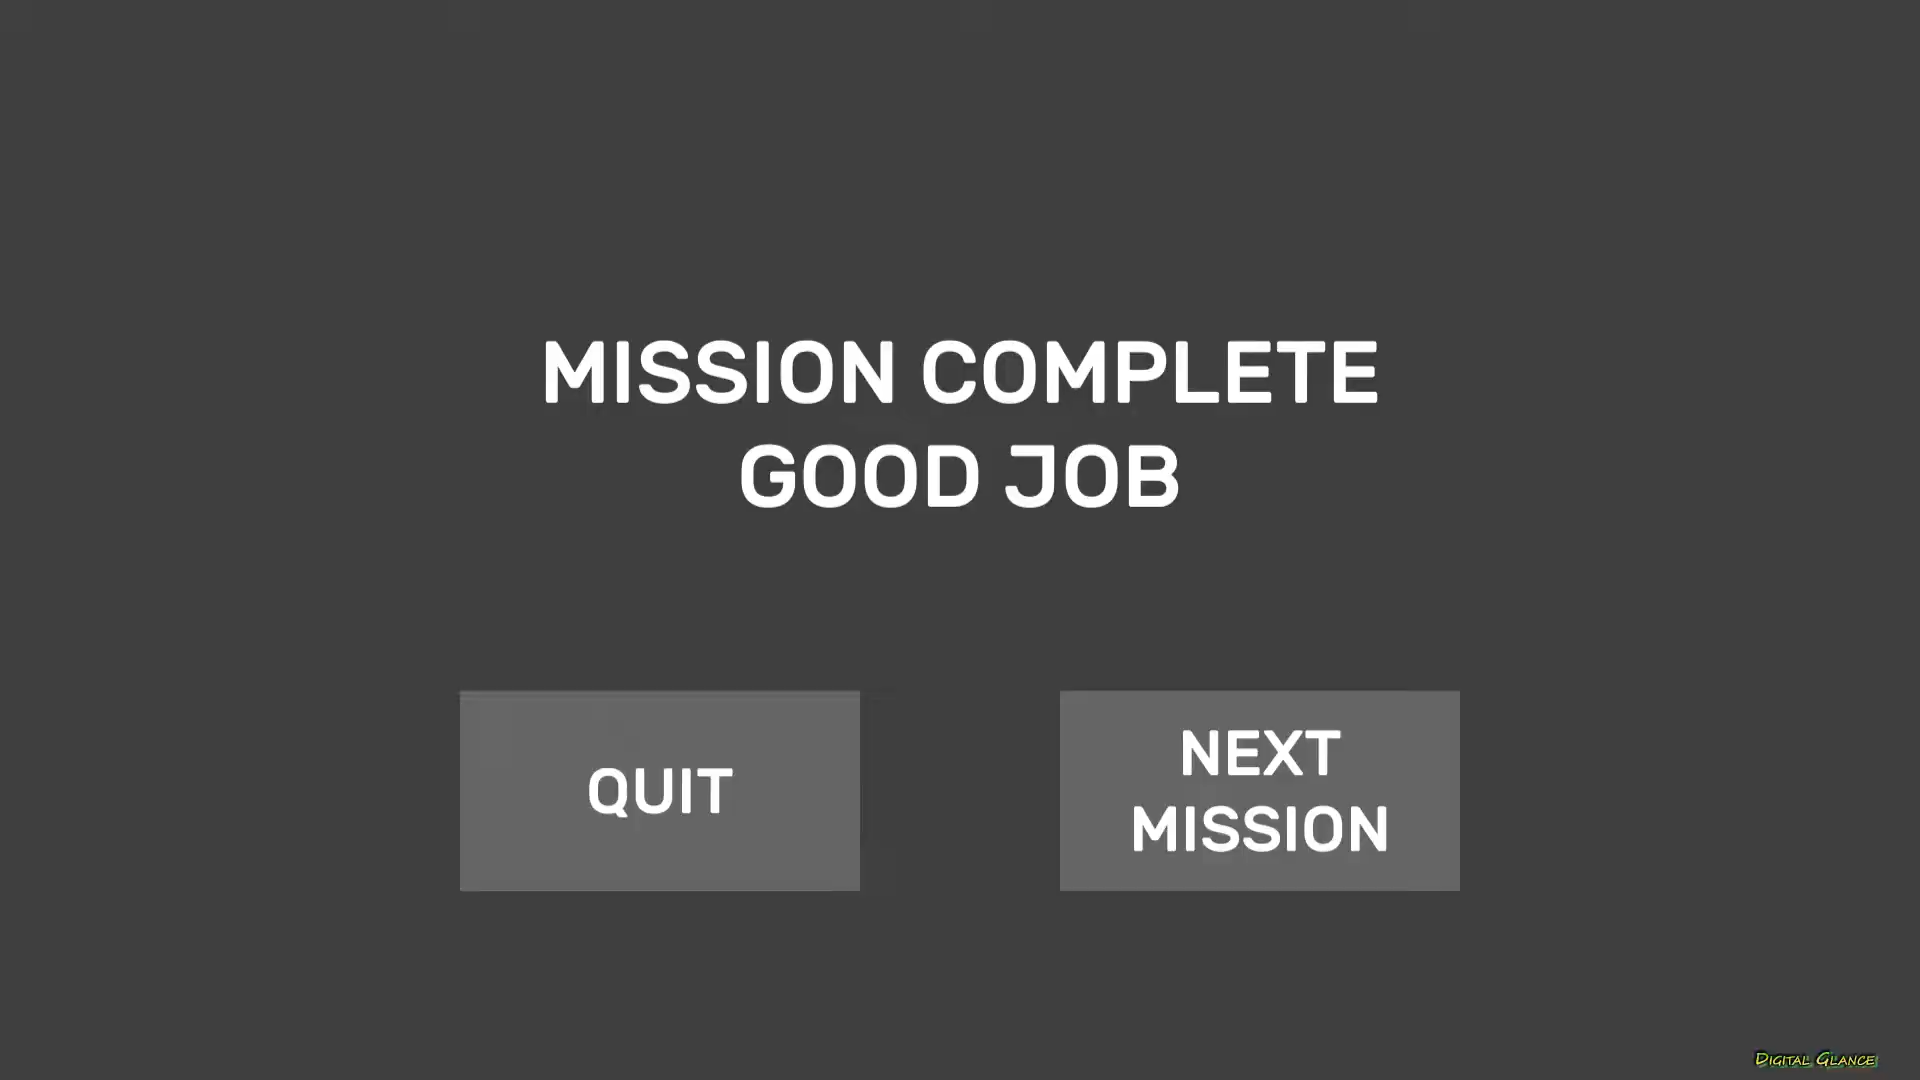 MISSION COMPLETE
GOOD JOB
QUIT
NEXT
MISSION
DIGITAL GLANCE